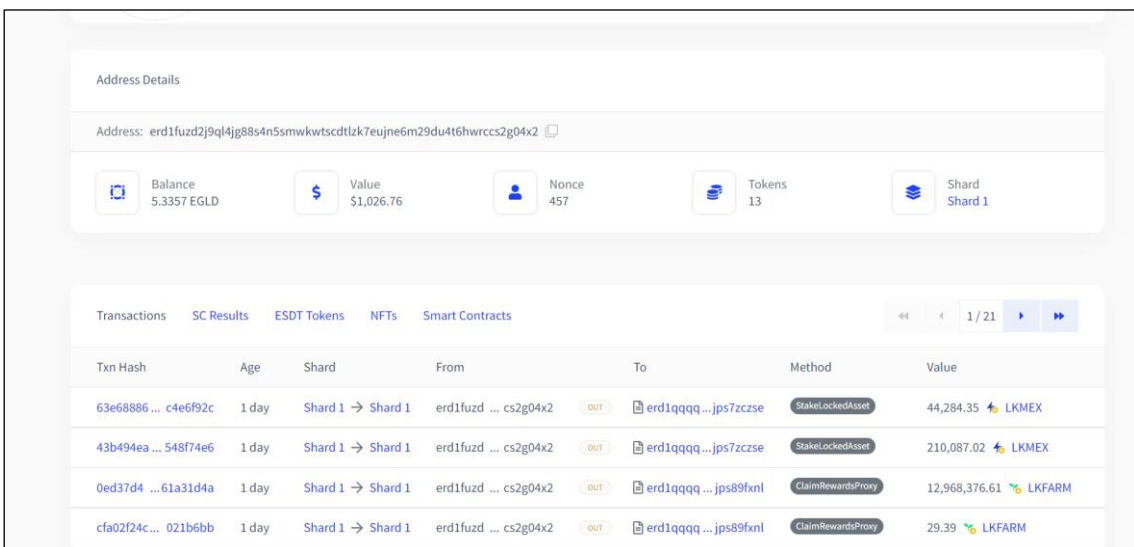 Address Details
Address: erd1fuzd2j9ql4jg88s4n5smwkwtscdtlzk7eujne6m29du4t6hwrccs2g04x2
Balance Value Nonce Tokens Shard
5.3357 EGLD $1,026.76 457 13 Shard 1
Transactions SC Results ESDT Tokens NFTs Smart Contracts 1 / 21
Txn Hash Age Shard From To Method Value
63e68886 ... c4e6f92c 1 day Shard 1 → Shard 1 erd1fuzd ... cs2g04x2 OUT erd1qqqq ... jps7zczse StakeLockedAsset 44,284.35 LKMEX
43b494ea ... 548f74e6 1 day Shard 1 → Shard 1 erd1fuzd ... cs2g04x2 OUT erd1qqqq ... jps7zczse StakeLockedAsset 210,087.02 LKMEX
0ed37d4 ...61a31d4a 1 day Shard 1 → Shard 1 erd1fuzd ... cs2g04x2 OUT erd1qqqq ... jps89fxnl ClaimRewardsProxy 12,968,376.61 LKFARM
cfa02f24c... 021b6bb 1 day Shard 1 → Shard 1 erd1fuzd ... cs2g04x2 OUT erd1qqqq ... jps89fxnl ClaimRewardsProxy 29.39 LKFARM